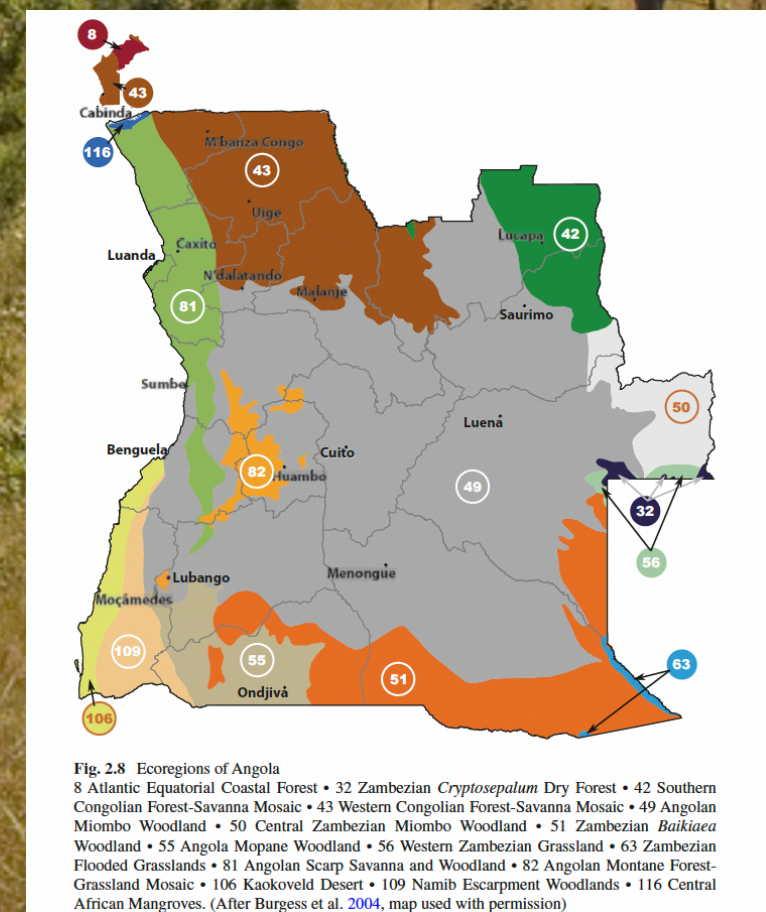 8
43
Cabinda
116
M'banza Congo
43
Uige
Lucapa
42
Luanda
Caxito
N'dalatando
Malanje
81
Saurimo
Sumbe
50
Luena
Benguela
Cuito
82
Huambo
49
32
56
Lubango
Menongue
Moçâmedes
109
55
63
51
Ondjiva
106
Fig. 2.8 Ecoregions of Angola
8 Atlantic Equatorial Coastal Forest • 32 Zambezian Cryptosepalum Dry Forest • 42 Southern
Congolian Forest-Savanna Mosaic • 43 Western Congolian Forest-Savanna Mosaic • 49 Angolan
Miombo Woodland • 50 Central Zambezian Miombo Woodland • 51 Zambezian Baikiaea
Woodland • 55 Angola Mopane Woodland • 56 Western Zambezian Grassland • 63 Zambezian
Flooded Grasslands • 81 Angolan Scarp Savanna and Woodland • 82 Angolan Montane Forest-
Grassland Mosaic • 106 Kaokoveld Desert • 109 Namib Escarpment Woodlands • 116 Central
African Mangroves. (After Burgess et al. 2004, map used with permission)